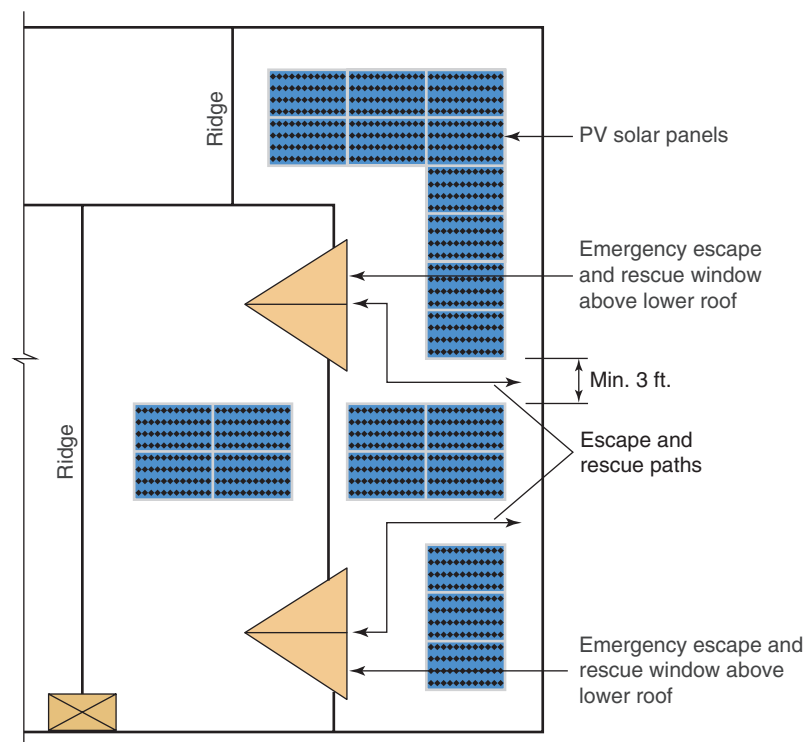 Ridge
PV solar panels
Emergency escape
and rescue window
above lower roof
Min. 3 ft.
Ridge
Escape and
rescue paths
Emergency escape and
rescue window above
lower roof